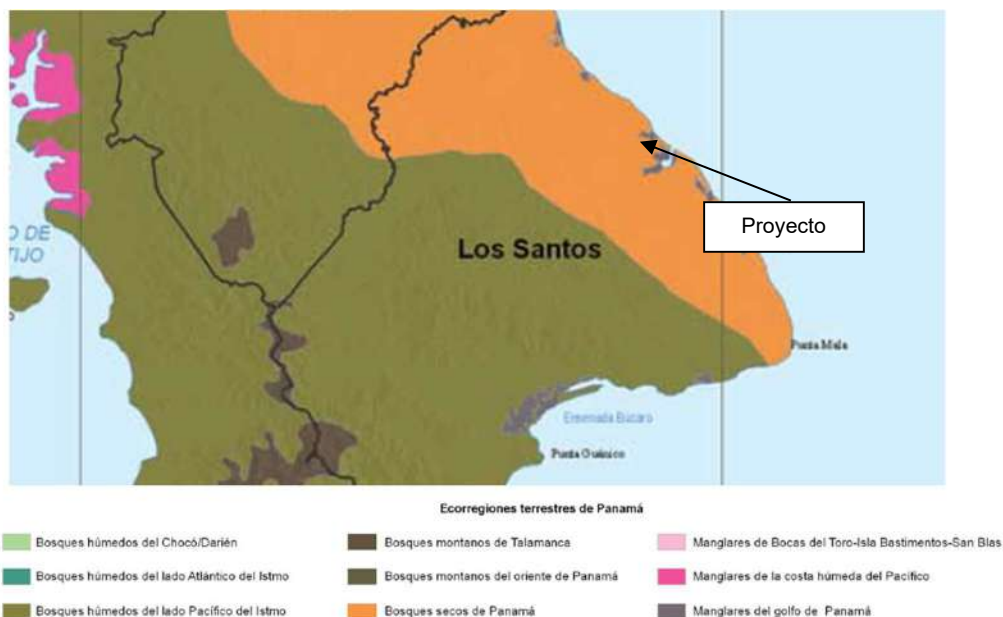 Proyecto
O DE
TIJO
Los Santos
Punta Mala
Ensenada Búcaro
Punta Guánico
Ecorregiones terrestres de Panamá
Bosques húmedos del Chocó/Darién
Bosques montanos de Talamanca
Manglares de Bocas del Toro-Isla Bastimentos-San Blas
Bosques húmedos del lado Atlántico del Istmo
Bosques montanos del oriente de Panamá
Manglares de la costa húmeda del Pacífico
Bosques húmedos del lado Pacífico del Istmo
Bosques secos de Panamá
Manglares del golfo de Panamá